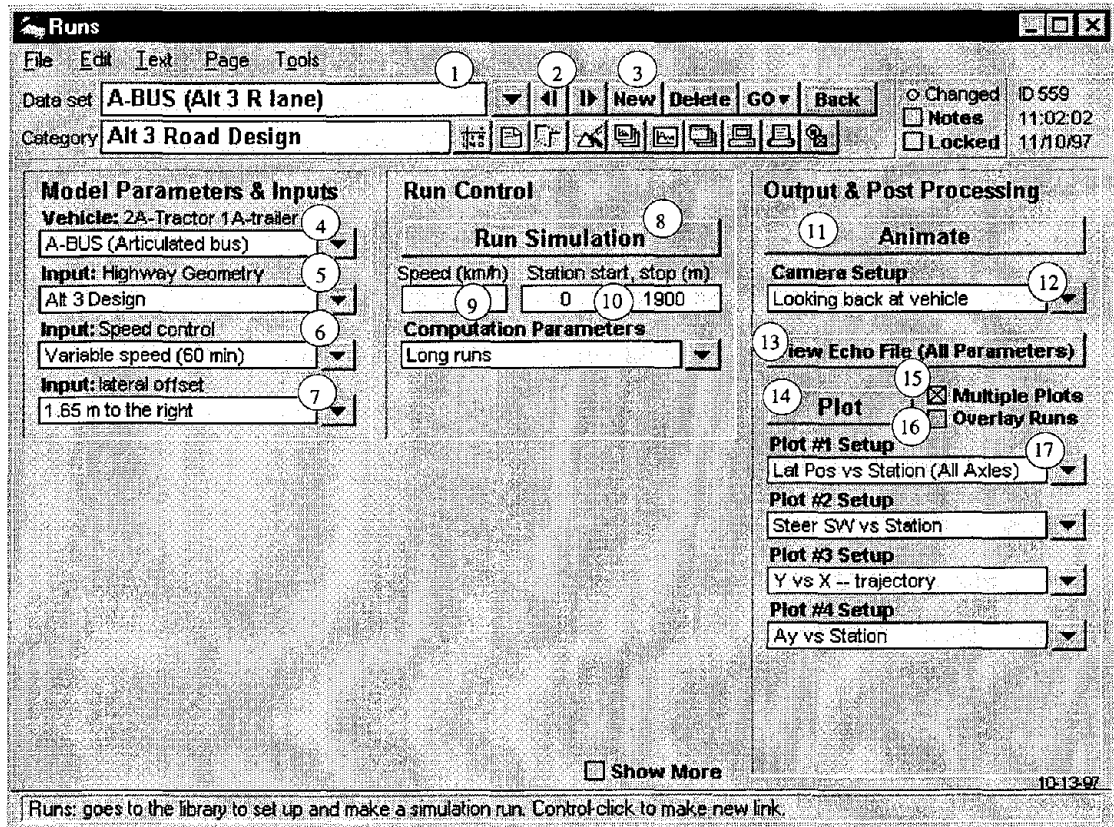 Runs
File Edit Text Page Tools
1 2 3
Data set A-BUS (Alt 3 R lane) New Delete GO Back Changed ID 559
Notes 11:02:02
Category Alt 3 Road Design Locked 11/10/97
Model Parameters & Inputs
Vehicle: 2A-Tractor 1A-trailer
4
A-BUS (Articulated bus)
Input: Highway Geometry 5
Alt 3 Design
Input: Speed control 6
Variable speed (60 min)
Input: lateral offset 7
1.65 m to the right
Run Control
8
Run Simulation
Speed (km/h) Station start, stop (m)
9 0 10 1900
Computation Parameters
Long runs
Output & Post Processing
11 Animate
Camera Setup 12
Looking back at vehicle
13 iew Echo File (All Parameters)
14 Plot 15 Multiple Plots
16 Overlay Runs
Plot #1 Setup 17
Lat Pos vs Station (All Axles)
Plot #2 Setup
Steer SW vs Station
Plot #3 Setup
Y vs X -- trajectory
Plot #4 Setup
Ay vs Station
Show More
10-13-97
Runs: goes to the library to set up and make a simulation run. Control-click to make new link.